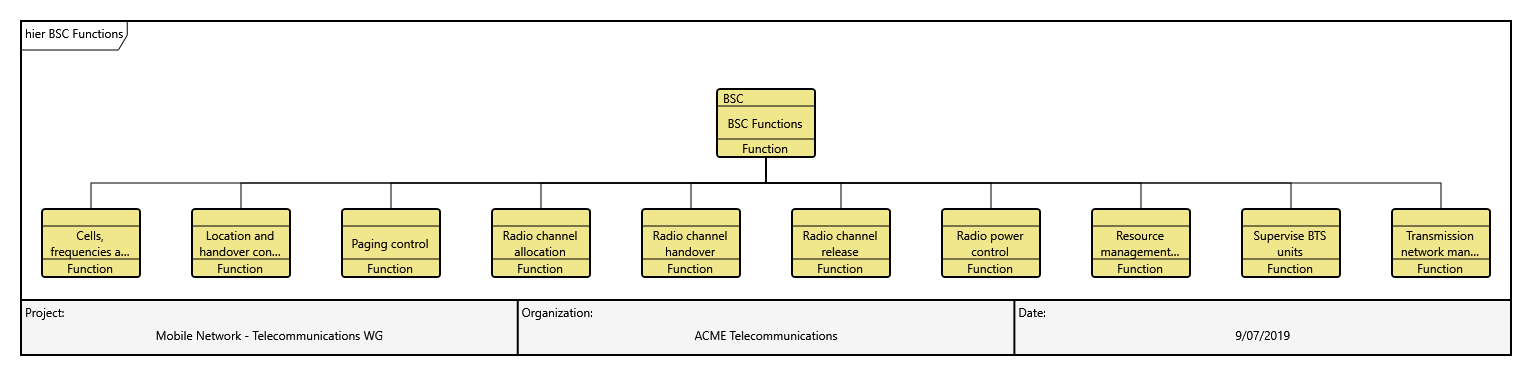 hier BSC Functions
BSC
BSC Functions
Function
Cells,
frequencies a...
Function
Location and
handover con...
Function
Paging control
Function
Radio channel
allocation
Function
Radio channel
handover
Function
Radio channel
release
Function
Radio power
control
Function
Resource
management...
Function
Supervise BTS
units
Function
Transmission
network man...
Function
Project:
Mobile Network - Telecommunications WG
Organization:
ACME Telecommunications
Date:
9/07/2019